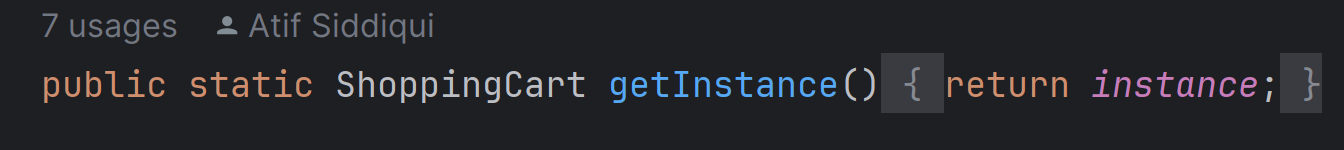 7 usages Atif Siddiqui
public static ShoppingCart getInstance() { return instance; }